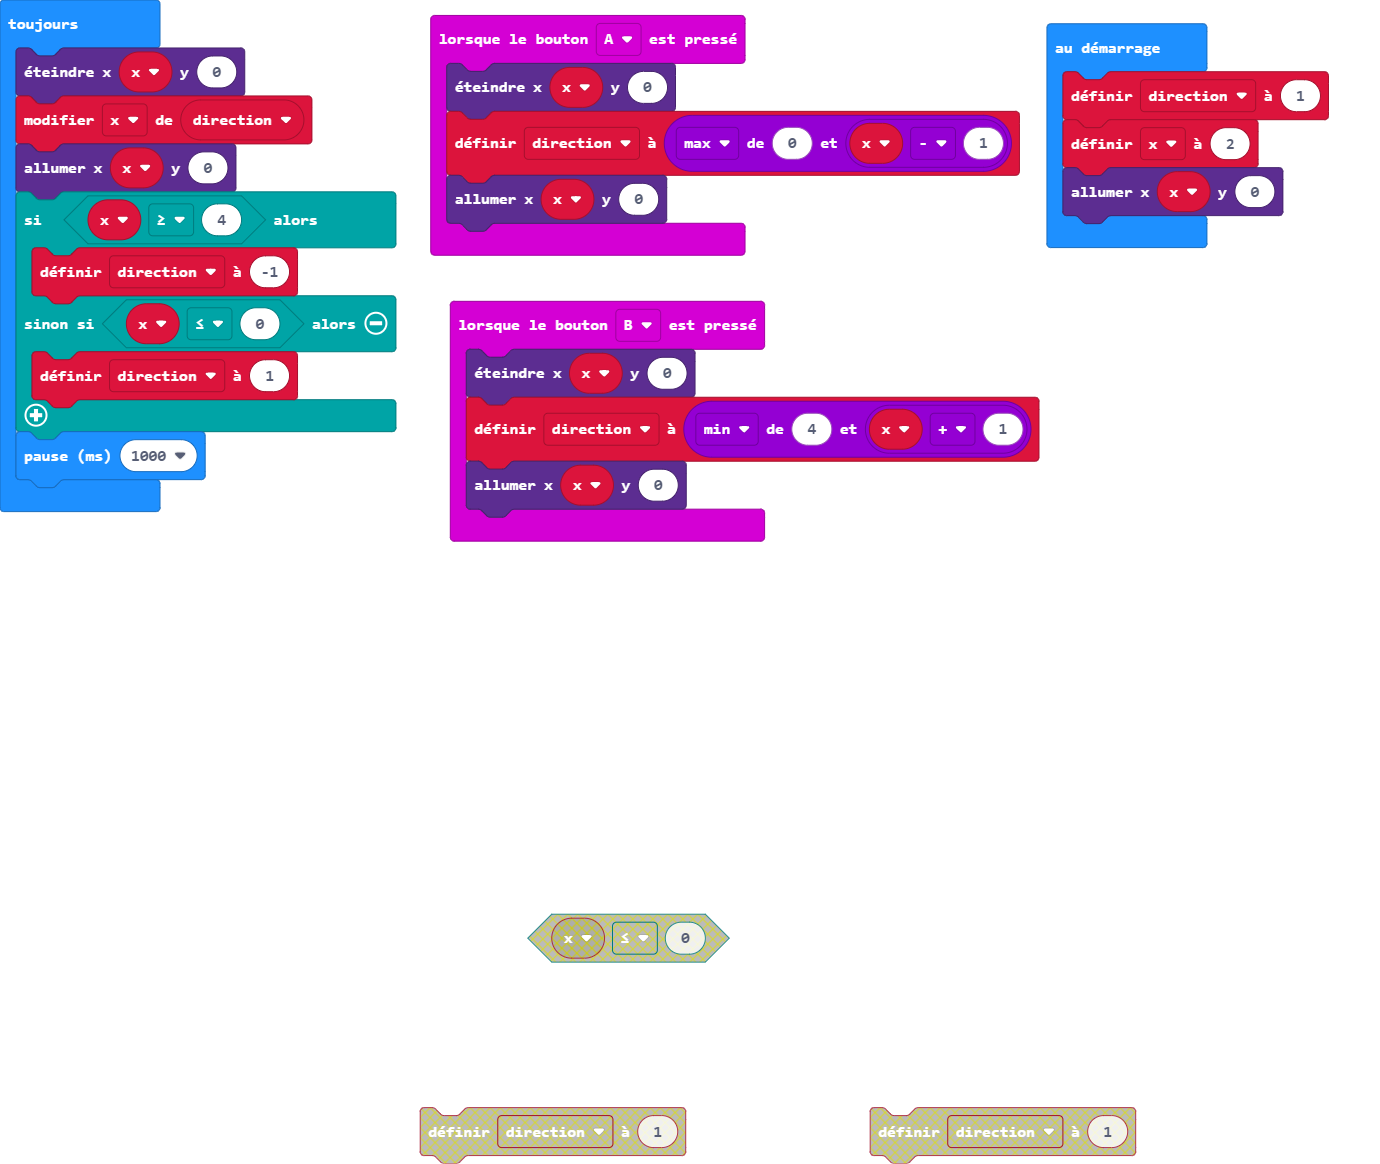 toujours
éteindre x x y 0
modifier x de direction
allumer x x y 0
si x ≥ 4 alors
définir direction à -1
sinon si x ≤ 0 alors
définir direction à 1
pause (ms) 1000
lorsque le bouton A est pressé
éteindre x x y 0
définir direction à max de 0 et x - 1
allumer x x y 0
lorsque le bouton B est pressé
éteindre x x y 0
définir direction à min de 4 et x + 1
allumer x x y 0
au démarrage
définir direction à 1
définir x à 2
allumer x x y 0
x ≤ 0
définir direction à 1
définir direction à 1